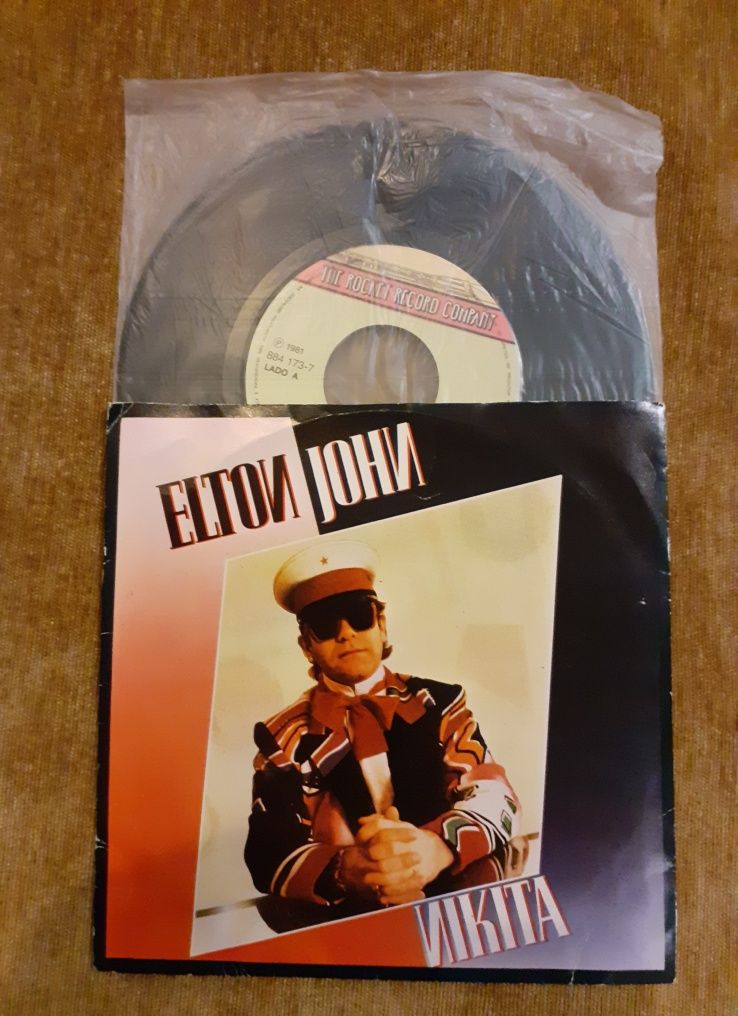 THE ROCKET RECORD COMPANY
℗ 1981
884 173-7
LADO A
ELTON JOHN
NIKITA